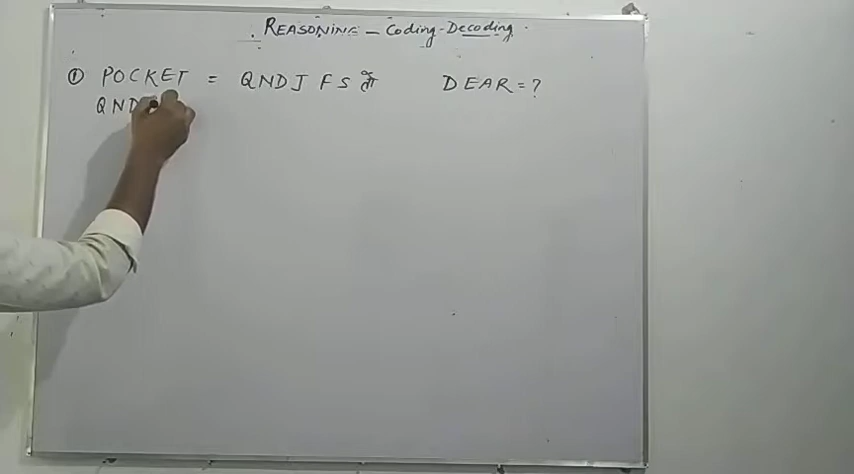 REASONING - Coding-Decoding.
① POCKET = QNDJFS है तो DEAR = ?
QND